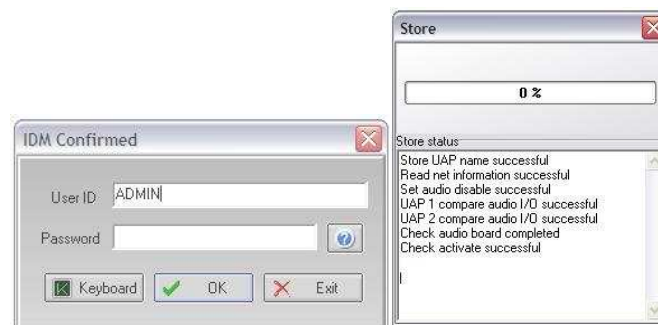 IDM Confirmed
User ID ADMIN
Password
Keyboard OK Exit
Store
0 %
Store status
Store UAP name successful
Read net information successful
Set audio disable successful
UAP 1 compare audio I/O successful
UAP 2 compare audio I/O successful
Check audio board completed
Check activate successful